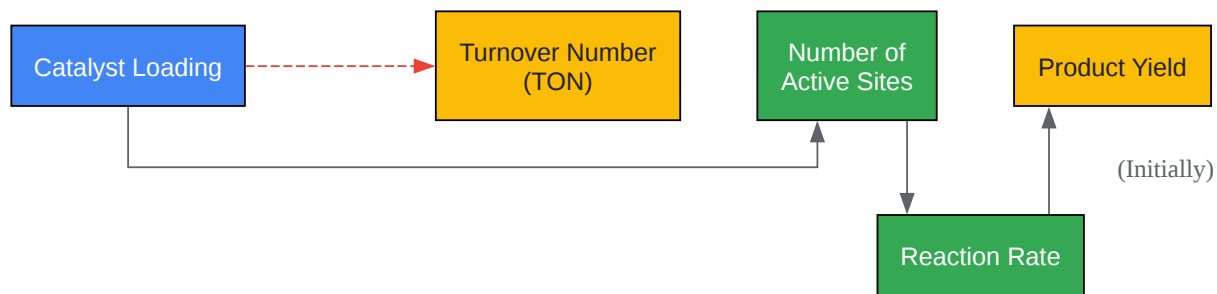 Catalyst Loading
Turnover Number
(TON)
Number of
Active Sites
Product Yield
(Initially)
Reaction Rate